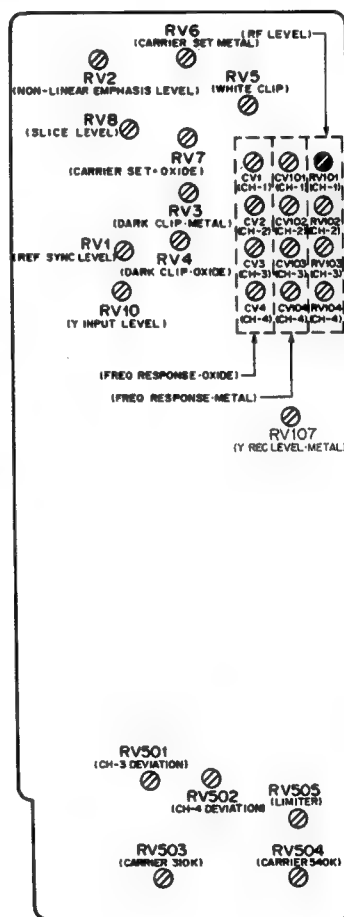 RV6
(CARRIER SET METAL)
(RF LEVEL)
RV2
(NON-LINEAR EMPHASIS LEVEL)
RV5
(WHITE CLIP)
RV8
(SLICE LEVEL)
RV7
(CARRIER SET-OXIDE)
CV1 CV101 RV101
(CH-1) (CH-1) (CH-1)
RV3
(DARK CLIP-METAL)
CV2 CV102 RV102
(CH-2) (CH-2) (CH-2)
RV1
(REF SYNC LEVEL)
RV4
(DARK CLIP-OXIDE)
CV3 CV103 RV103
(CH-3) (CH-3) (CH-3)
RV10
(Y INPUT LEVEL)
CV4 CV104 RV104
(CH-4) (CH-4) (CH-4)
(FREQ RESPONSE-OXIDE)
(FREQ RESPONSE-METAL)
RV107
(Y REC LEVEL-METAL)
RV501
(CH-3 DEVIATION)
RV502
(CH-4 DEVIATION)
RV505
(LIMITER)
RV503
(CARRIER 310K)
RV504
(CARRIER 540K)